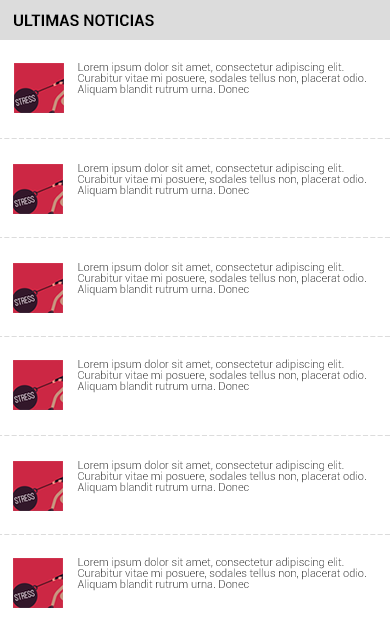 ULTIMAS NOTICIAS
Lorem ipsum dolor sit amet, consectetur adipiscing elit.
Curabitur vitae mi posuere, sodales tellus non, placerat odio.
Aliquam blandit rutrum urna. Donec
STRESS
Lorem ipsum dolor sit amet, consectetur adipiscing elit.
Curabitur vitae mi posuere, sodales tellus non, placerat odio.
Aliquam blandit rutrum urna. Donec
STRESS
Lorem ipsum dolor sit amet, consectetur adipiscing elit.
Curabitur vitae mi posuere, sodales tellus non, placerat odio.
Aliquam blandit rutrum urna. Donec
STRESS
Lorem ipsum dolor sit amet, consectetur adipiscing elit.
Curabitur vitae mi posuere, sodales tellus non, placerat odio.
Aliquam blandit rutrum urna. Donec
STRESS
Lorem ipsum dolor sit amet, consectetur adipiscing elit.
Curabitur vitae mi posuere, sodales tellus non, placerat odio.
Aliquam blandit rutrum urna. Donec
STRESS
Lorem ipsum dolor sit amet, consectetur adipiscing elit.
Curabitur vitae mi posuere, sodales tellus non, placerat odio.
Aliquam blandit rutrum urna. Donec
STRESS